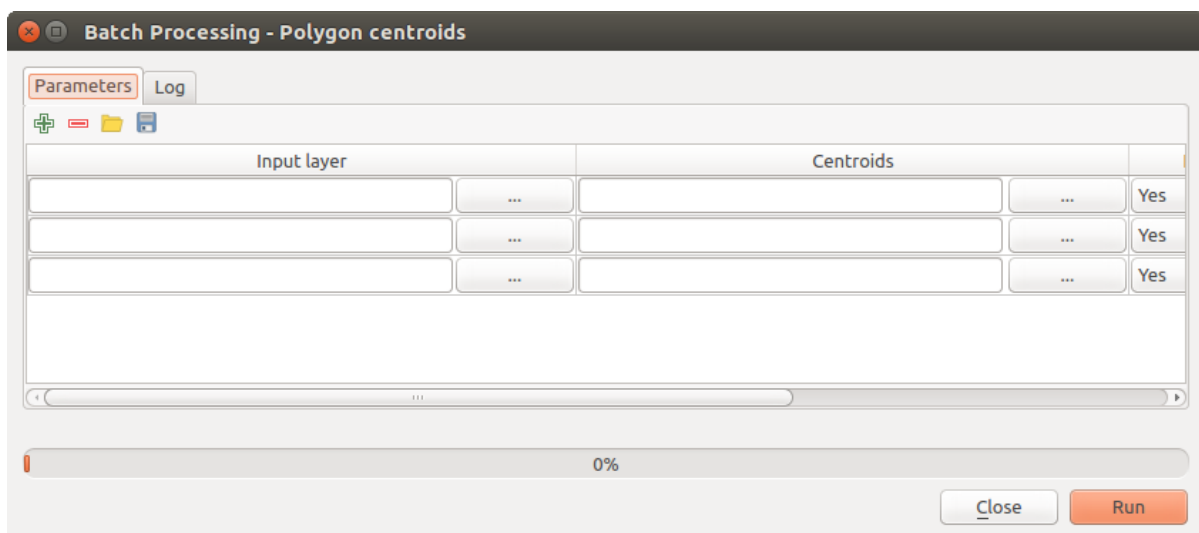 Batch Processing - Polygon centroids
Parameters Log
Input layer Centroids
... ... Yes
... ... Yes
... ... Yes
0%
Close Run